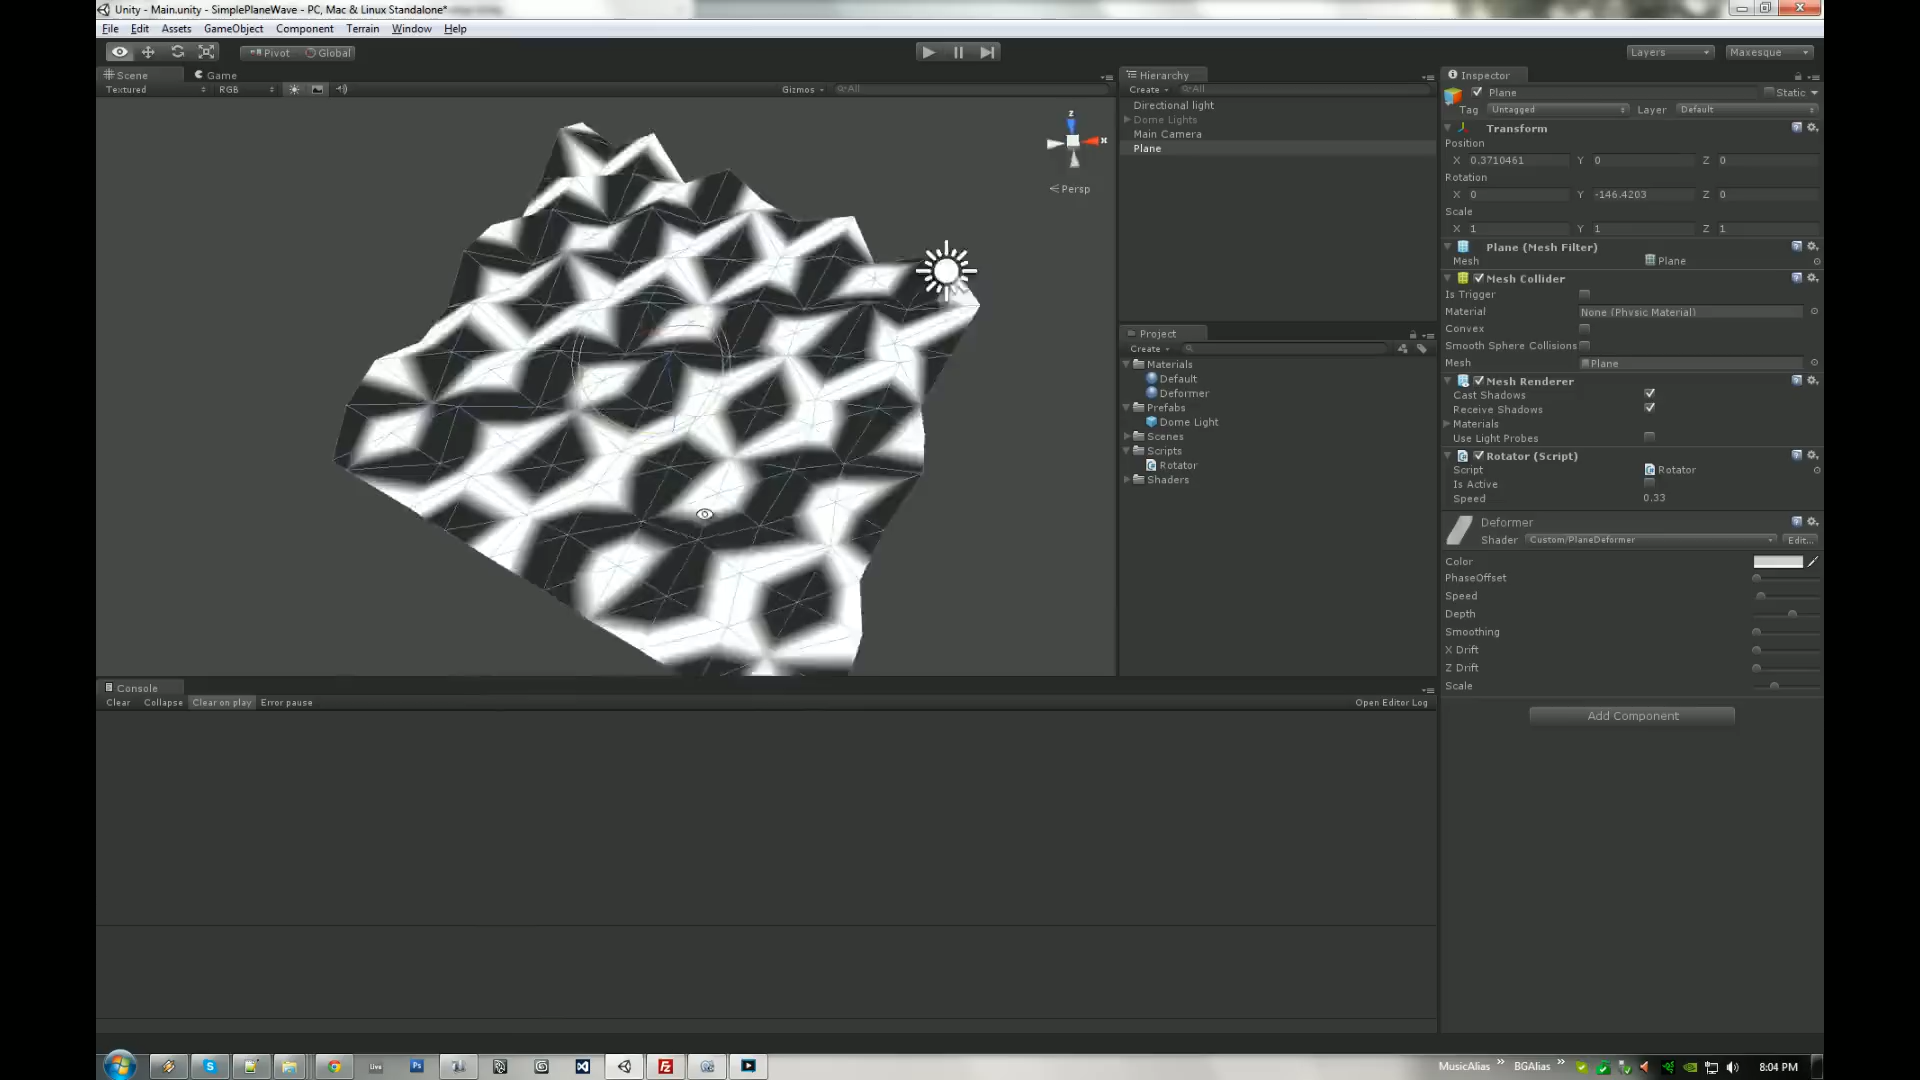 Unity - Main.unity - SimplePlaneWave - PC, Mac & Linux Standalone*
File Edit Assets GameObject Component Terrain Window Help
Pivot Global
Layers Maxesque
Scene Game
Textured RGB Gizmos All
z
x
Persp
Hierarchy
Create All
Directional light
Dome Lights
Main Camera
Plane
Project
Create
Materials
Default
Deformer
Prefabs
Dome Light
Scenes
Scripts
Rotator
Shaders
Inspector
Plane Static
Tag Untagged Layer Default
Transform
Position
X 0.3710461 Y 0 Z 0
Rotation
X 0 Y -146.4203 Z 0
Scale
X 1 Y 1 Z 1
Plane (Mesh Filter)
Mesh Plane
Mesh Collider
Is Trigger
Material None (Physic Material)
Convex
Smooth Sphere Collisions
Mesh Plane
Mesh Renderer
Cast Shadows
Receive Shadows
Materials
Use Light Probes
Rotator (Script)
Script Rotator
Is Active
Speed 0.33
Deformer
Shader Custom/PlaneDeformer Edit...
Color
PhaseOffset
Speed
Depth
Smoothing
X Drift
Z Drift
Scale
Add Component
Console
Clear Collapse Clear on play Error pause Open Editor Log
Live Ps MusicAlias » BGAlias » 8:04 PM